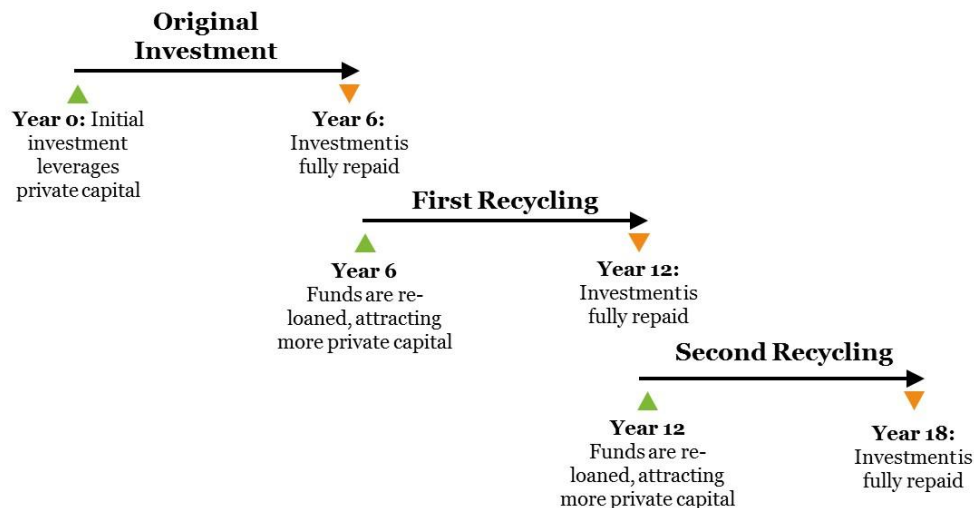 Original
Investment
Year 0: Initial
investment
leverages
private capital
Year 6:
Investment is
fully repaid
First Recycling
Year 6
Funds are re-
loaned, attracting
more private capital
Year 12:
Investment is
fully repaid
Second Recycling
Year 12
Funds are re-
loaned, attracting
more private capital
Year 18:
Investment is
fully repaid